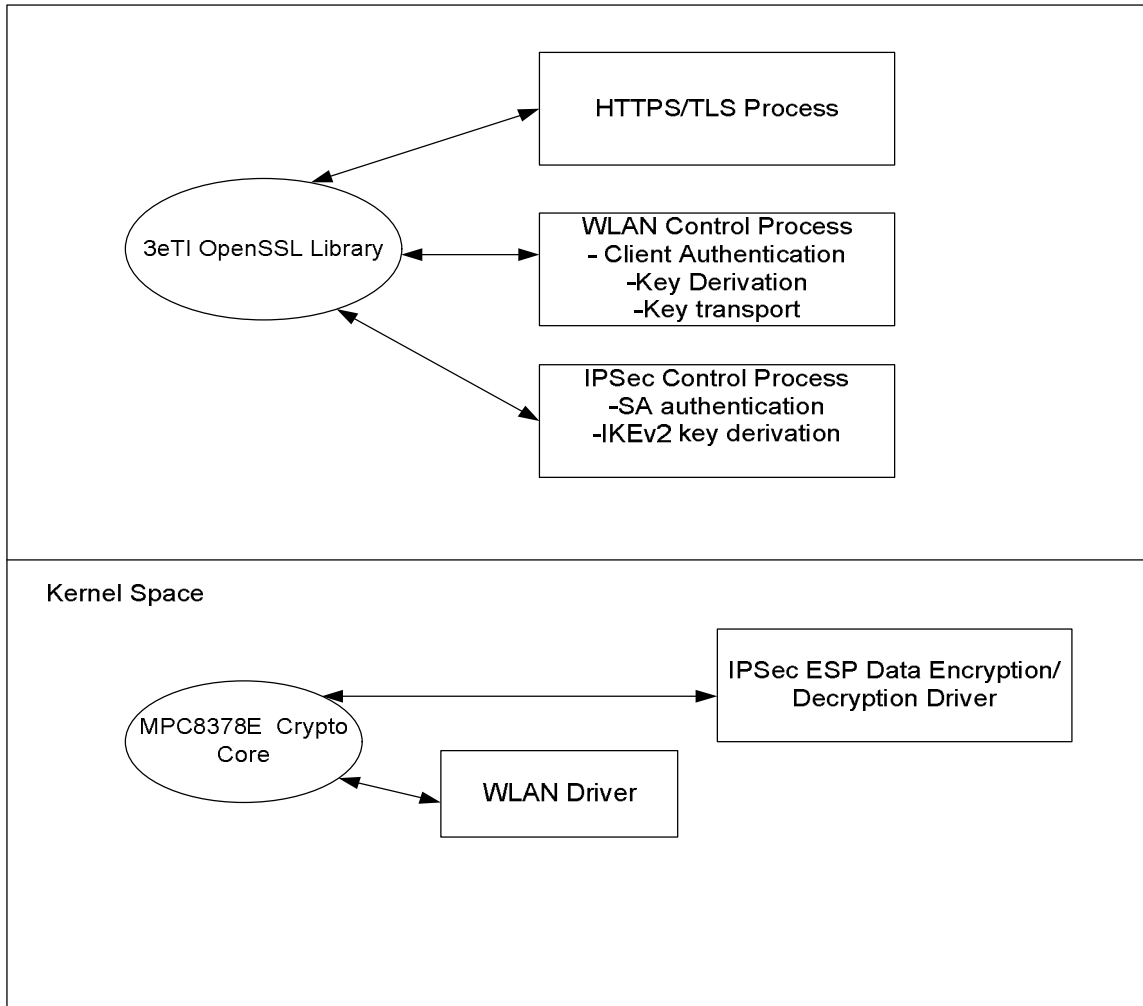 HTTPS/TLS Process
3eTI OpenSSL Library
WLAN Control Process
- Client Authentication
-Key Derivation
-Key transport
IPSec Control Process
-SA authentication
-IKEv2 key derivation
Kernel Space
IPSec ESP Data Encryption/
Decryption Driver
MPC8378E Crypto
Core
WLAN Driver